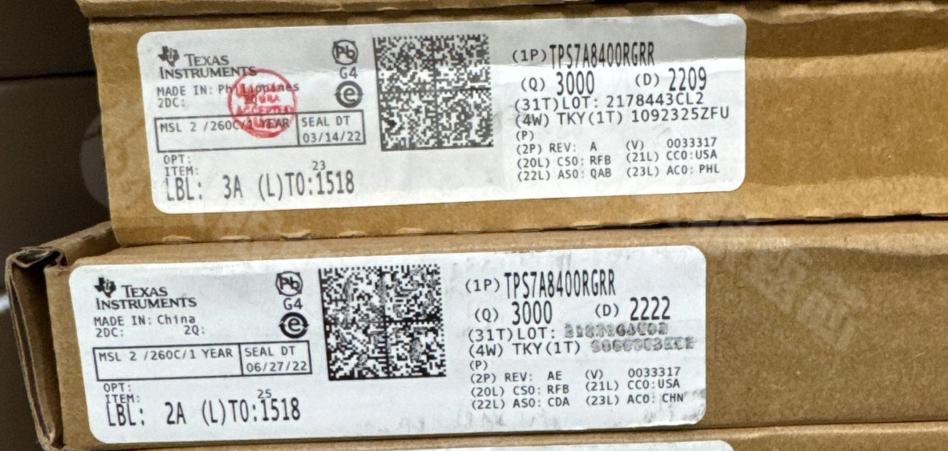 TEXAS
INSTRUMENTS
Pb
G4
e
MADE IN: Philippines
2DC:
MSL 2 /260C/1 YEAR
SEAL DT
03/14/22
OPT:
ITEM:
23
LBL: 3A (L)TO:1518
(1P) TPS7A8400RGRR
(Q) 3000 (D) 2209
(31T)LOT: 2178443CL2
(4W) TKY(1T) 1092325ZFU
(P)
(2P) REV: A (V) 0033317
(20L) CSO: RFB (21L) CCO:USA
(22L) ASO: QAB (23L) ACO: PHL
TEXAS
INSTRUMENTS
Pb
G4
e
MADE IN: China
2DC: 2Q:
MSL 2 /260C/1 YEAR
SEAL DT
06/27/22
OPT:
ITEM:
25
LBL: 2A (L)TO:1518
(1P) TPS7A8400RGRR
(Q) 3000 (D) 2222
(31T) LOT:
(4W) TKY(1T)
(P)
(2P) REV: AE (V) 0033317
(20L) CSO: RFB (21L) CCO:USA
(22L) ASO: CDA (23L) ACO: CHN